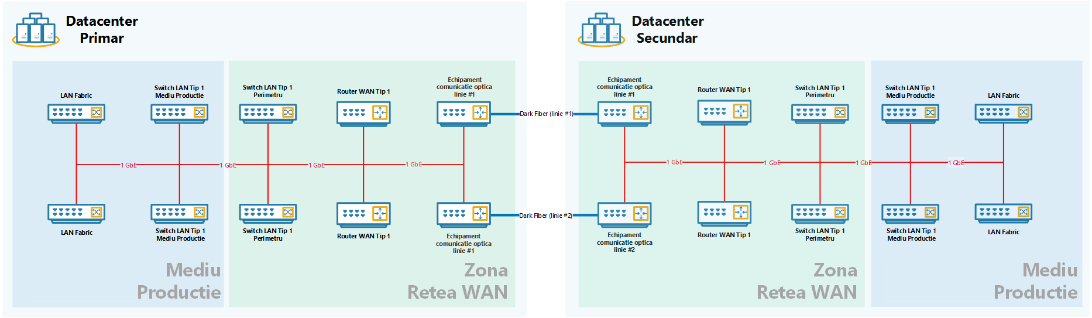 Datacenter
Primar
LAN Fabric
Switch LAN Tip 1
Mediu Productie
Switch LAN Tip 1
Perimetru
Router WAN Tip 1
Echipament
comunicatie optica
linie #1
1 GbE
1 GbE
1 GbE
1 GbE
LAN Fabric
Switch LAN Tip 1
Mediu Productie
Switch LAN Tip 1
Perimetru
Router WAN Tip 1
Echipament
comunicatie optica
linie #1
Mediu
Productie
Zona
Retea WAN
Dark Fiber (linie #1)
Dark Fiber (linie #2)
Datacenter
Secundar
Echipament
comunicatie optica
linie #1
Router WAN Tip 1
Switch LAN Tip 1
Perimetru
Switch LAN Tip 1
Mediu Productie
LAN Fabric
1 GbE
1 GbE
1 GbE
1 GbE
Echipament
comunicatie optica
linie #2
Router WAN Tip 1
Switch LAN Tip 1
Perimetru
Switch LAN Tip 1
Mediu Productie
LAN Fabric
Zona
Retea WAN
Mediu
Productie